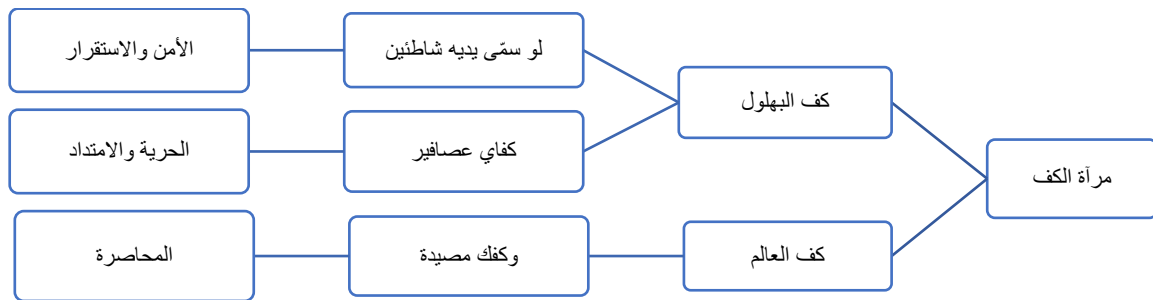 مرآة الكف
كف البهلول
لو سمّى يديه شاطئين
الأمن والاستقرار
كفاي عصافير
الحرية والامتداد
كف العالم
وكفك مصيدة
المحاصرة